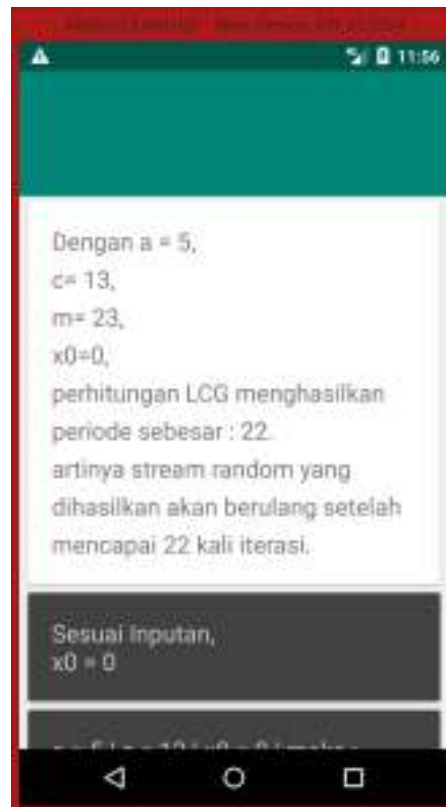 11:56
Dengan a = 5,
c= 13,
m= 23,
x0=0,
perhitungan LCG menghasilkan
periode sebesar : 22.
artinya stream random yang
dihasilkan akan berulang setelah
mencapai 22 kali iterasi.
Sesuai Inputan,
x0 = 0